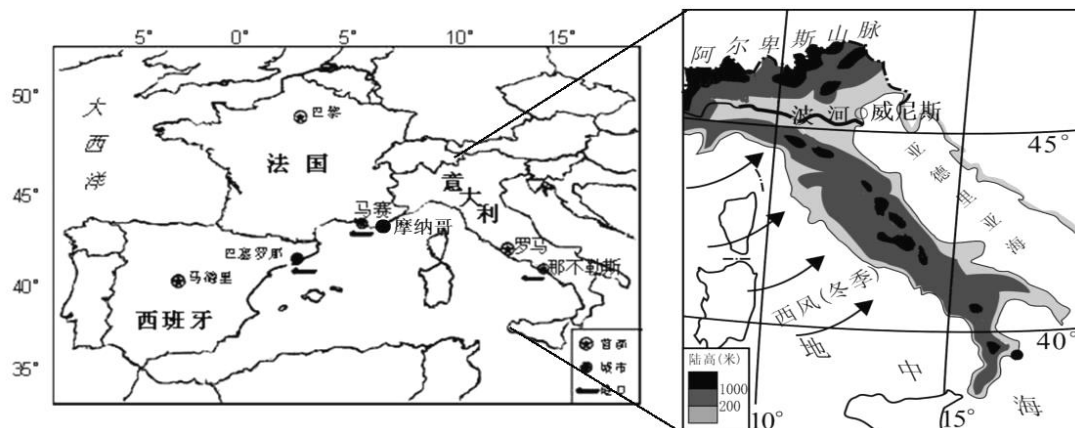 5° 0° 5° 10° 15°
50°
45°
40°
35°
大西洋
巴黎
法国
意大利
马赛
摩纳哥
巴塞罗那
罗马
那不勒斯
马德里
西班牙
首都
城市
港口
阿尔卑斯山脉
波河
威尼斯
45°
亚德里亚海
西风(冬季)
40°
地中海
陆高(米)
1000
200
10°
15°